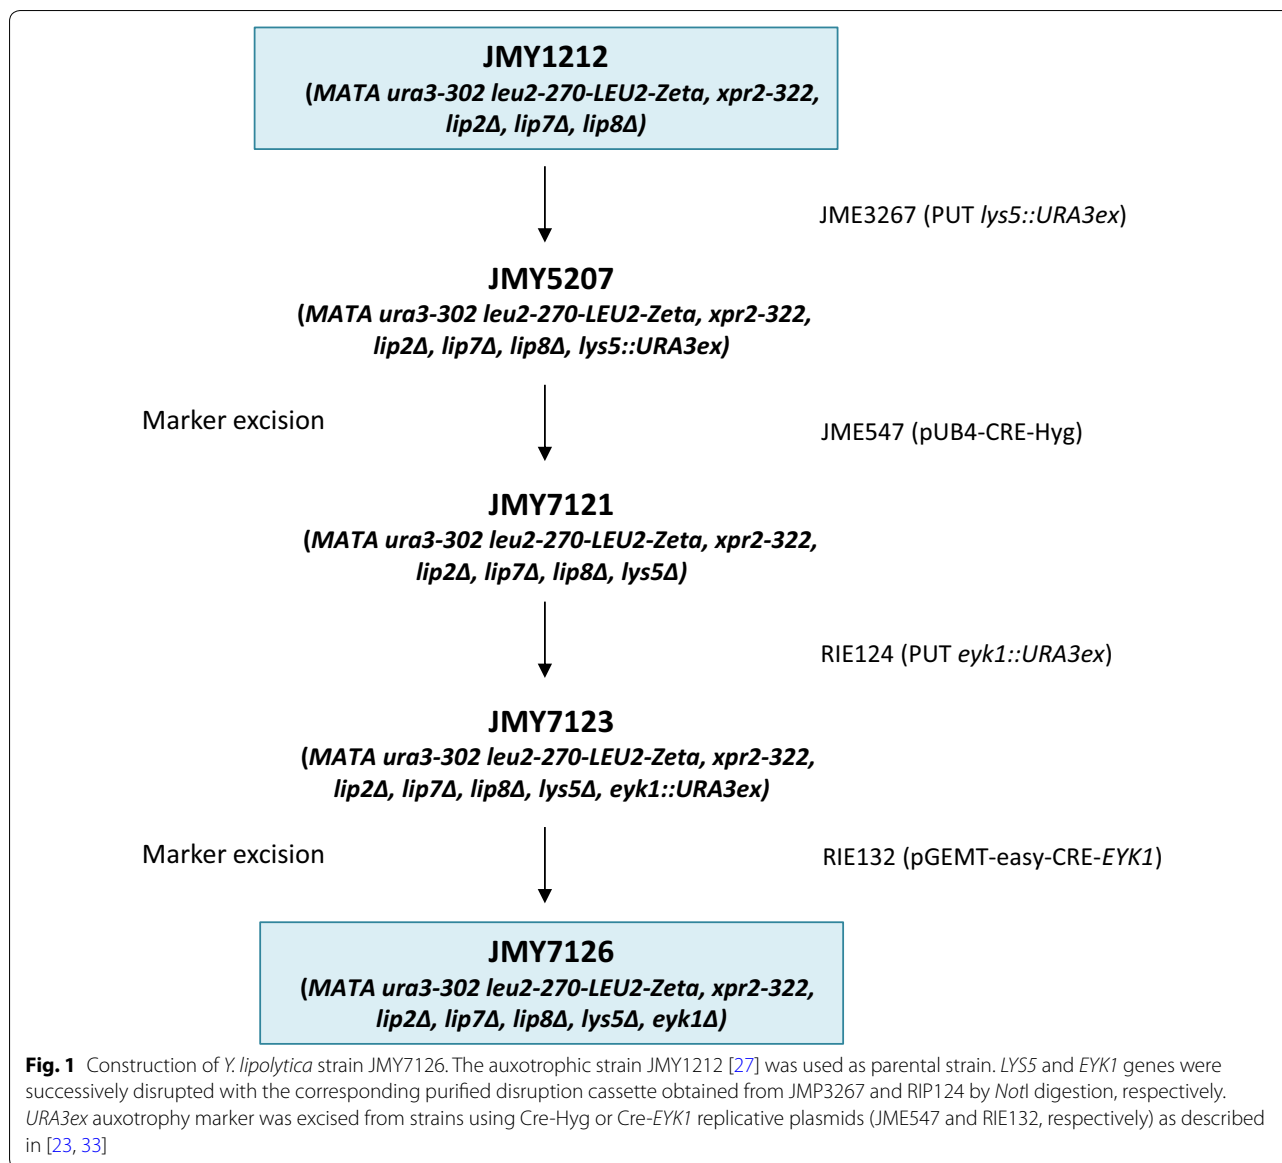 JMY1212
(MATA ura3-302 leu2-270-LEU2-Zeta, xpr2-322,
lip2Δ, lip7Δ, lip8Δ)
JME3267 (PUT lys5::URA3ex)
JMY5207
(MATA ura3-302 leu2-270-LEU2-Zeta, xpr2-322,
lip2Δ, lip7Δ, lip8Δ, lys5::URA3ex)
Marker excision
JME547 (pUB4-CRE-Hyg)
JMY7121
(MATA ura3-302 leu2-270-LEU2-Zeta, xpr2-322,
lip2Δ, lip7Δ, lip8Δ, lys5Δ)
RIE124 (PUT eyk1::URA3ex)
JMY7123
(MATA ura3-302 leu2-270-LEU2-Zeta, xpr2-322,
lip2Δ, lip7Δ, lip8Δ, lys5Δ, eyk1::URA3ex)
Marker excision
RIE132 (pGEMT-easy-CRE-EYK1)
JMY7126
(MATA ura3-302 leu2-270-LEU2-Zeta, xpr2-322,
lip2Δ, lip7Δ, lip8Δ, lys5Δ, eyk1Δ)
Fig. 1 Construction of Y. lipolytica strain JMY7126. The auxotrophic strain JMY1212 [27] was used as parental strain. LYS5 and EYK1 genes were
successively disrupted with the corresponding purified disruption cassette obtained from JMP3267 and RIP124 by NotI digestion, respectively.
URA3ex auxotrophy marker was excised from strains using Cre-Hyg or Cre-EYK1 replicative plasmids (JME547 and RIE132, respectively) as described
in [23, 33]